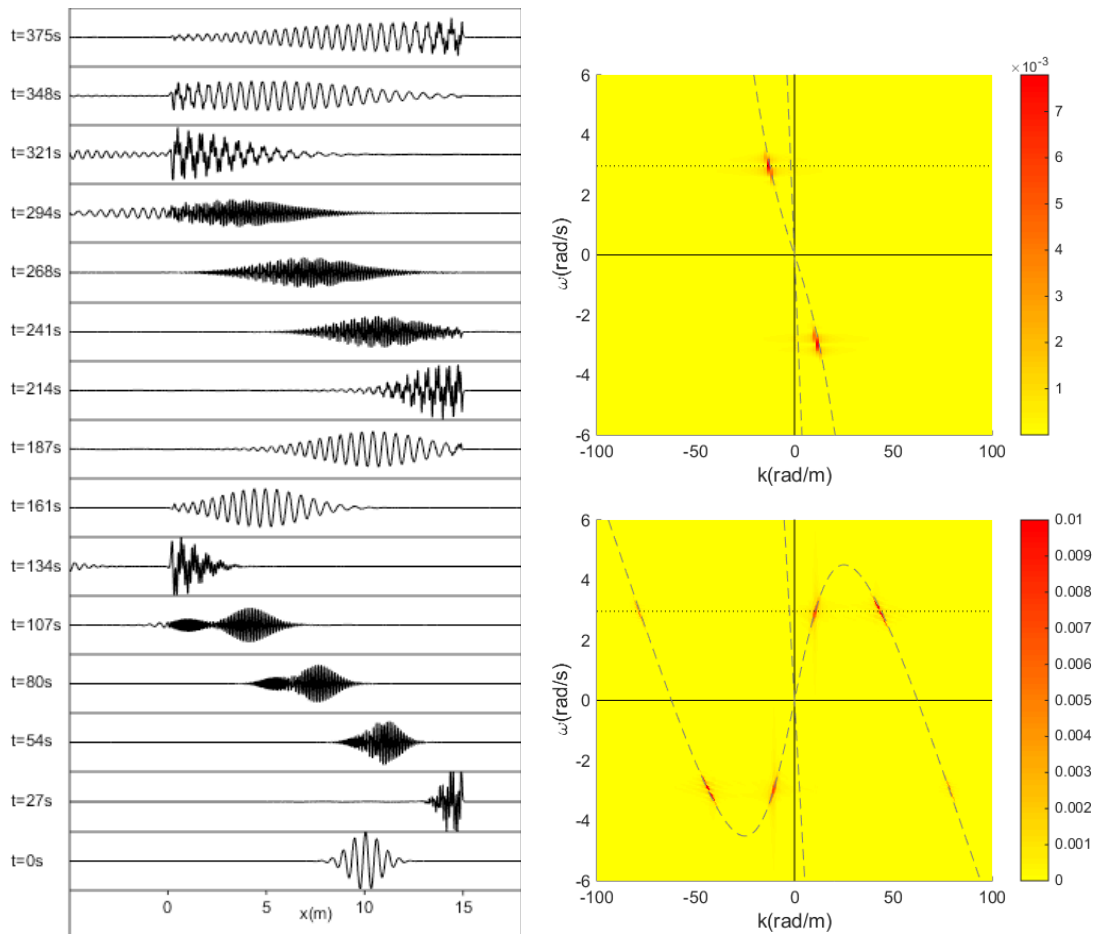 t=375s
t=348s
t=321s
t=294s
t=268s
t=241s
t=214s
t=187s
t=161s
t=134s
t=107s
t=80s
t=54s
t=27s
t=0s
0 5 10 15
x(m)
×10⁻³
6
4
2
0
-2
-4
-6
ω(rad/s)
-100 -50 0 50 100
k(rad/m)
7
6
5
4
3
2
1
6
4
2
0
-2
-4
-6
ω(rad/s)
-100 -50 0 50 100
k(rad/m)
0.01
0.009
0.008
0.007
0.006
0.005
0.004
0.003
0.002
0.001
0